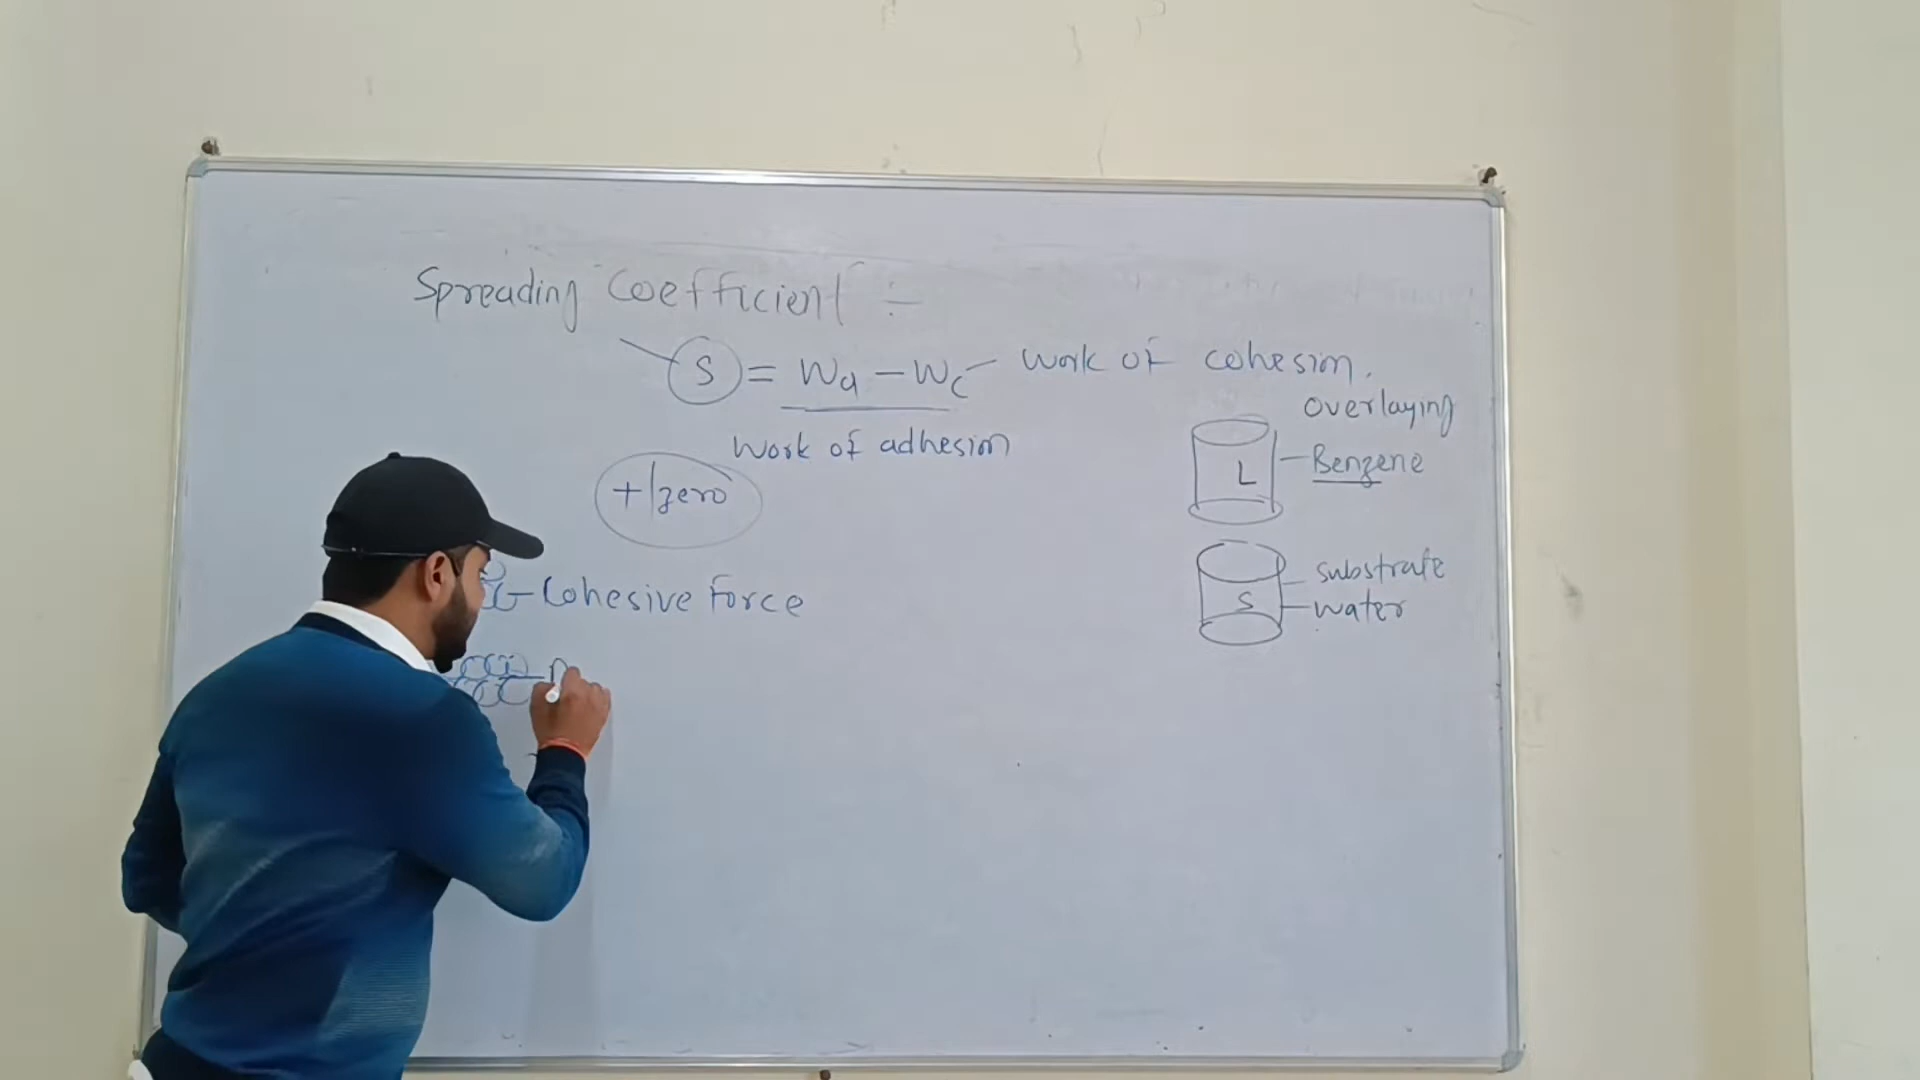 Spreading Coefficient :-
S = Wa - Wc - Work of cohesion.
Work of adhesion
+/zero
overlaying
L - Benzene
substrate
S - water
- Cohesive Force